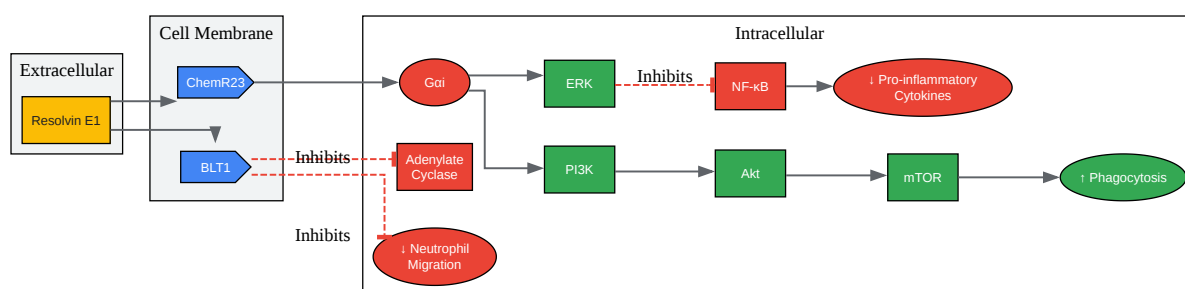 Extracellular
Resolvin E1
Cell Membrane
ChemR23
BLT1
Intracellular
Gαi
ERK
Inhibits
NF-κB
↓ Pro-inflammatory
Cytokines
Inhibits
Adenylate
Cyclase
PI3K
Akt
mTOR
↑ Phagocytosis
Inhibits
↓ Neutrophil
Migration